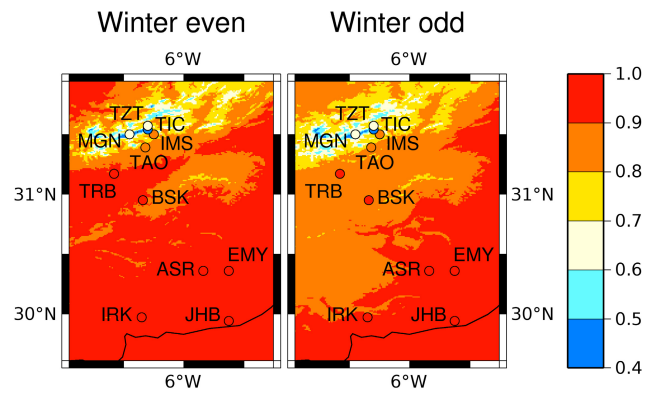 Winter even
Winter odd
6°W
6°W
1.0
TZT
TIC
MGN
IMS
TAO
TZT
TIC
MGN
IMS
TAO
0.9
TRB
BSK
TRB
BSK
31°N
31°N
0.8
0.7
EMY
ASR
EMY
ASR
0.6
IRK
JHB
IRK
JHB
30°N
30°N
0.5
0.4
6°W
6°W